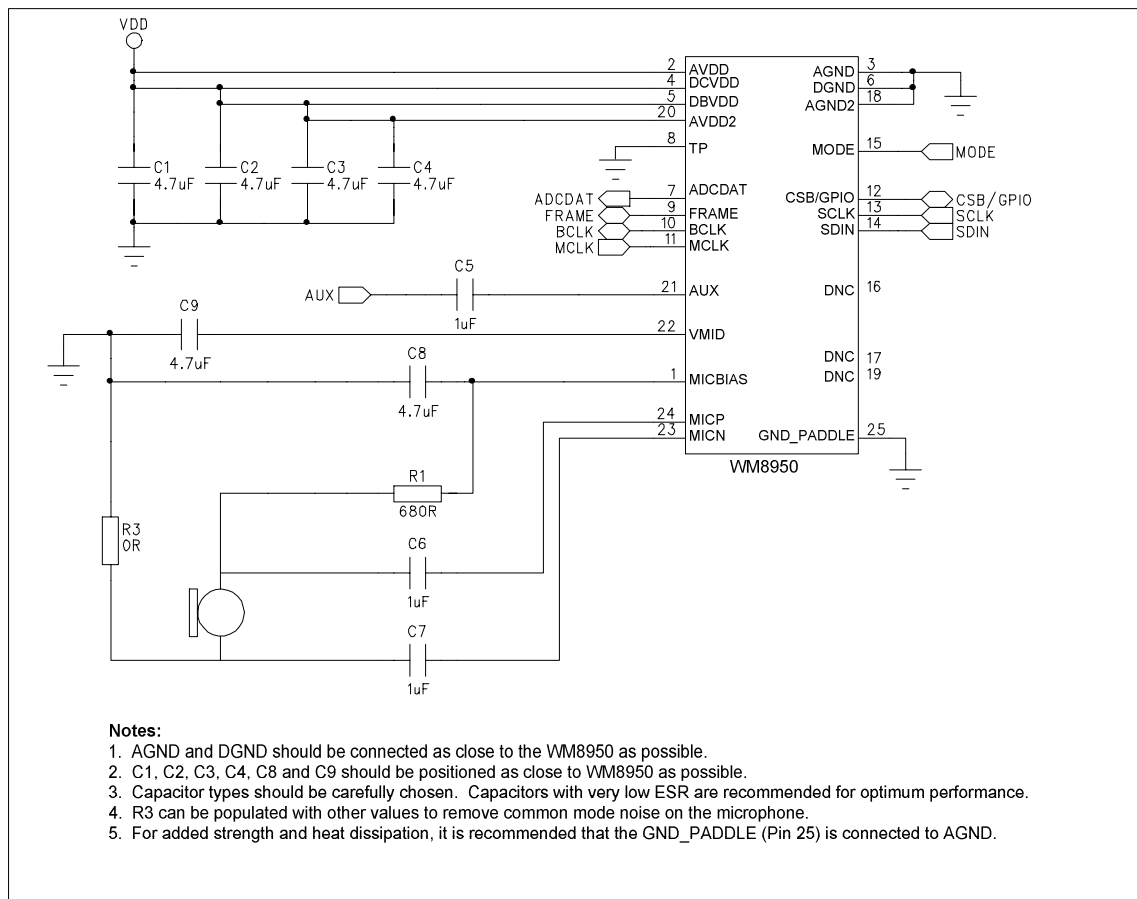 VDD
2 AVDD
4 DCVDD
5 DBVDD
20 AVDD2
8 TP
AGND 3
DGND 6
AGND2 18
MODE 15 MODE
C1
4.7uF
C2
4.7uF
C3
4.7uF
C4
4.7uF
ADCDAT 7 ADCDAT
FRAME 9 FRAME
BCLK 10 BCLK
MCLK 11 MCLK
CSB/GPIO 12 CSB/GPIO
SCLK 13 SCLK
SDIN 14 SDIN
C5
AUX 21 AUX
1uF
DNC 16
C9
4.7uF
22 VMID
DNC 17
DNC 19
C8
4.7uF
1 MICBIAS
24 MICP
23 MICN
GND_PADDLE 25
WM8950
R1
680R
R3
0R
C6
1uF
C7
1uF
Notes:
1. AGND and DGND should be connected as close to the WM8950 as possible.
2. C1, C2, C3, C4, C8 and C9 should be positioned as close to WM8950 as possible.
3. Capacitor types should be carefully chosen. Capacitors with very low ESR are recommended for optimum performance.
4. R3 can be populated with other values to remove common mode noise on the microphone.
5. For added strength and heat dissipation, it is recommended that the GND_PADDLE (Pin 25) is connected to AGND.